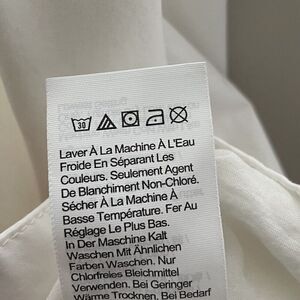 30
Laver À La Machine À L'Eau
Froide En Séparant Les
Couleurs. Seulement Agent
De Blanchiment Non-Chloré.
Sécher À La Machine À
Basse Température. Fer Au
Réglage Le Plus Bas.
In Der Maschine Kalt
Waschen Mit Ähnlichen
Farben Waschen. Nur
Chlorfreies Bleichmittel
Verwenden. Bei Geringer
Wärme Trocknen, Bei Bedarf